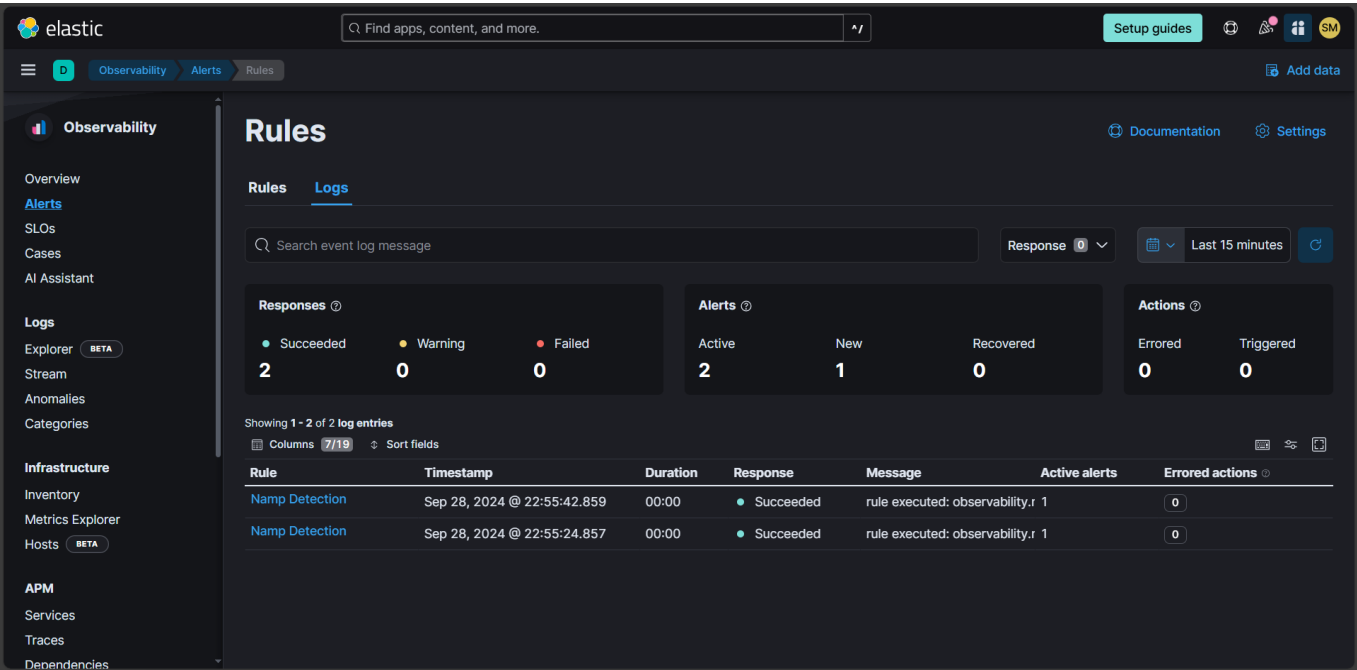 elastic
Find apps, content, and more.
^/
Setup guides
SM
D
Observability
Alerts
Rules
Add data
Observability
Overview
Alerts
SLOs
Cases
AI Assistant
Logs
Explorer BETA
Stream
Anomalies
Categories
Infrastructure
Inventory
Metrics Explorer
Hosts BETA
APM
Services
Traces
Dependencies
Rules
Documentation
Settings
Rules Logs
Search event log message
Response 0
Last 15 minutes
Responses
Succeeded Warning Failed
2 0 0
Alerts
Active New Recovered
2 1 0
Actions
Errored Triggered
0 0
Showing 1 - 2 of 2 log entries
Columns 7/19 Sort fields
Rule Timestamp Duration Response Message Active alerts Errored actions
Namp Detection Sep 28, 2024 @ 22:55:42.859 00:00 Succeeded rule executed: observability.r 1 0
Namp Detection Sep 28, 2024 @ 22:55:24.857 00:00 Succeeded rule executed: observability.r 1 0